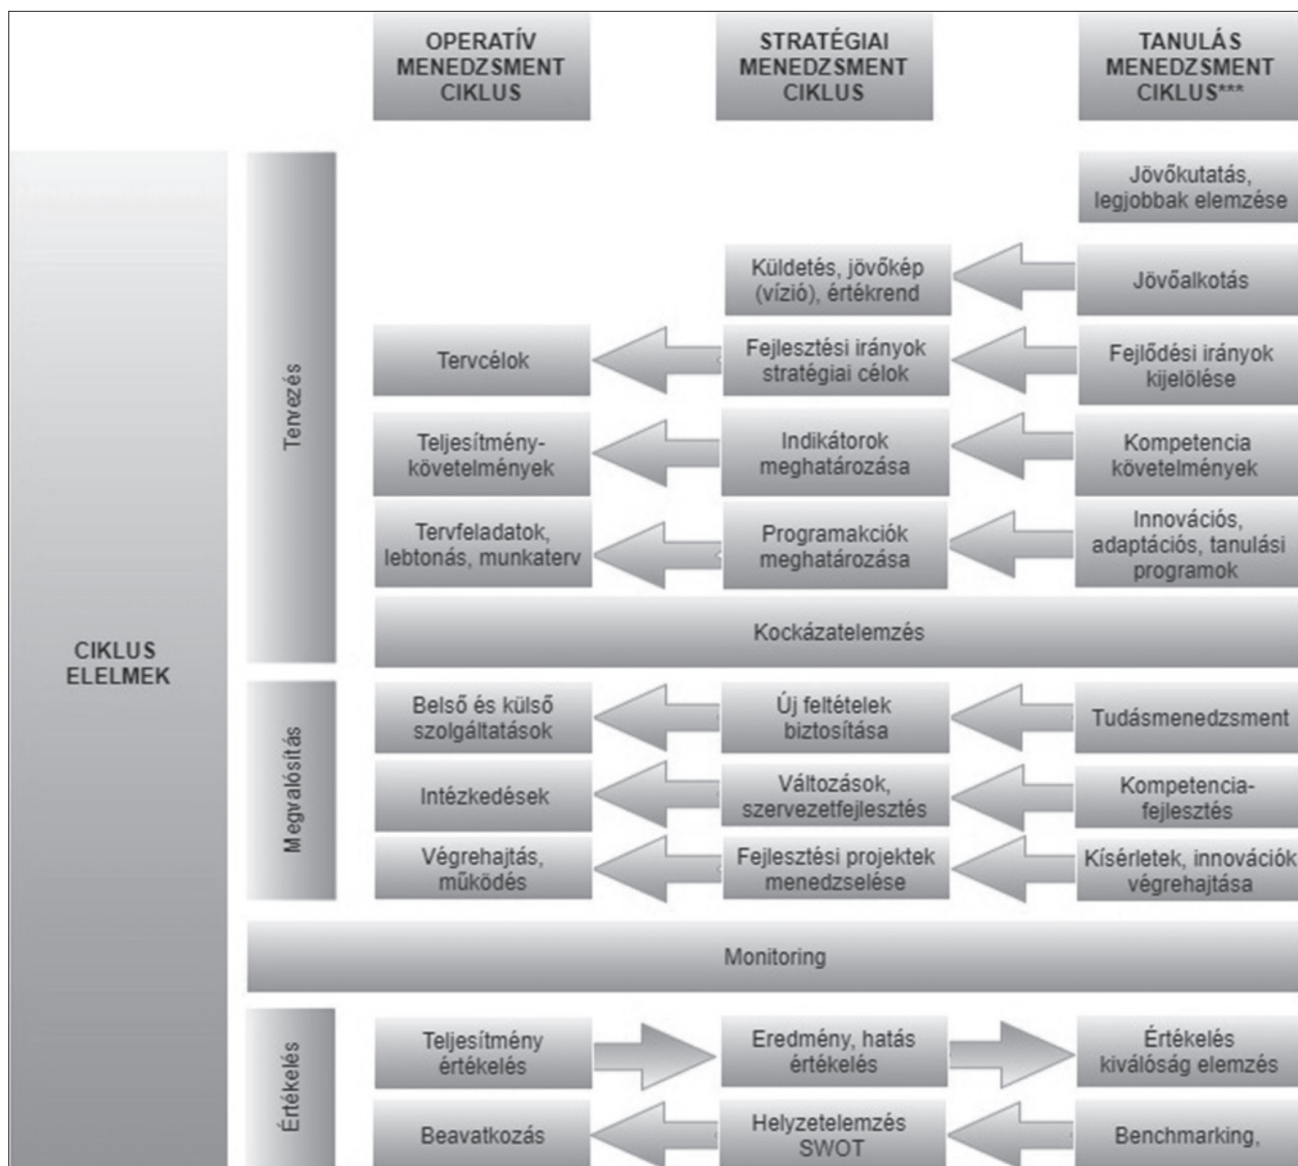 OPERATÍV
MENEDZSMENT
CIKLUS
STRATÉGIAI
MENEDZSMENT
CIKLUS
TANULÁS
MENEDZSMENT
CIKLUS***
CIKLUS
ELELMEK
Tervezés
Jövőkutatás,
legjobbak elemzése
Küldetés, jövőkép
(vízió), értékrend
Jövőalkotás
Tervcélok
Fejlesztési irányok
stratégiai célok
Fejlődési irányok
kijelölése
Teljesítmény-
követelmények
Indikátorok
meghatározása
Kompetencia
követelmények
Tervfeladatok,
lebtonás, munkaterv
Programakciók
meghatározása
Innovációs,
adaptációs, tanulási
programok
Kockázatelemzés
Megvalósítás
Belső és külső
szolgáltatások
Új feltételek
biztosítása
Tudásmenedzsment
Intézkedések
Változások,
szervezetfejlesztés
Kompetencia-
fejlesztés
Végrehajtás,
működés
Fejlesztési projektek
menedzselése
Kísérletek, innovációk
végrehajtása
Monitoring
Értékelés
Teljesítmény
értékelés
Eredmény, hatás
értékelés
Értékelés
kiválóság elemzés
Beavatkozás
Helyzetelemzés
SWOT
Benchmarking,